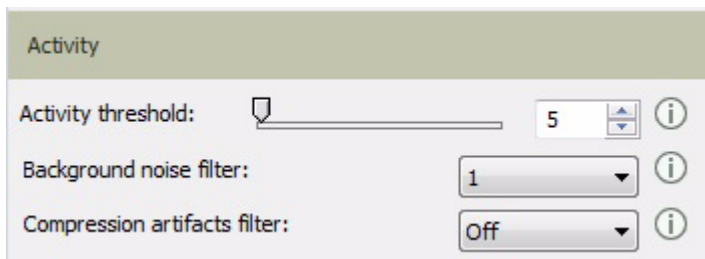 Activity
Activity threshold: 5
Background noise filter: 1
Compression artifacts filter: Off